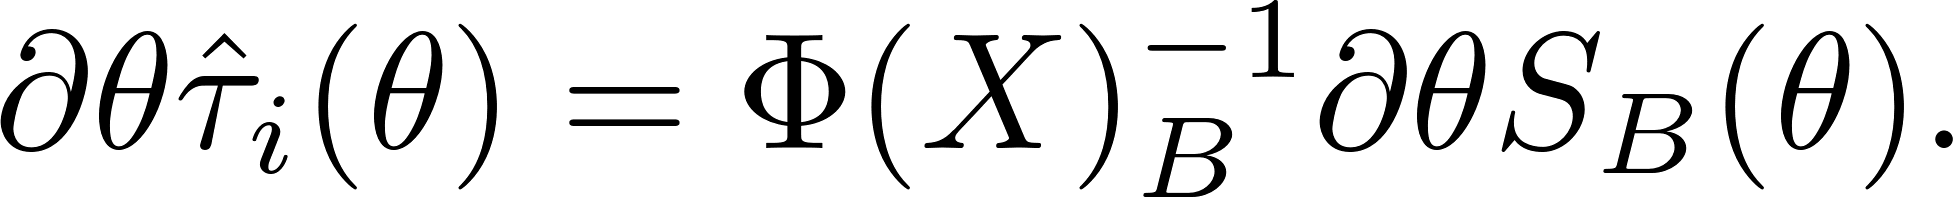 ∂θτ̂ᵢ(θ) = Φ(X)_B^{-1}∂θS_B(θ).